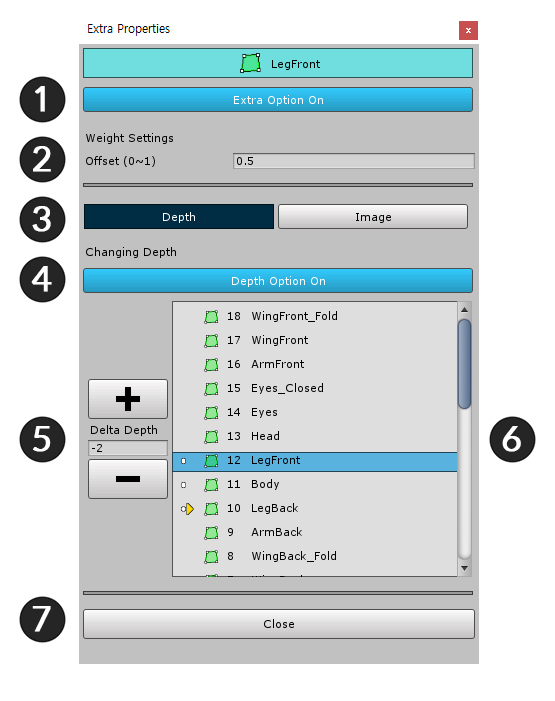 Extra Properties
x
LegFront
1
Extra Option On
Weight Settings
2
Offset (0~1)
0.5
3
Depth
Image
Changing Depth
4
Depth Option On
18 WingFront_Fold
17 WingFront
16 ArmFront
15 Eyes_Closed
14 Eyes
13 Head
12 LegFront
11 Body
10 LegBack
9 ArmBack
8 WingBack_Fold
+
5
Delta Depth
-2
−
6
7
Close